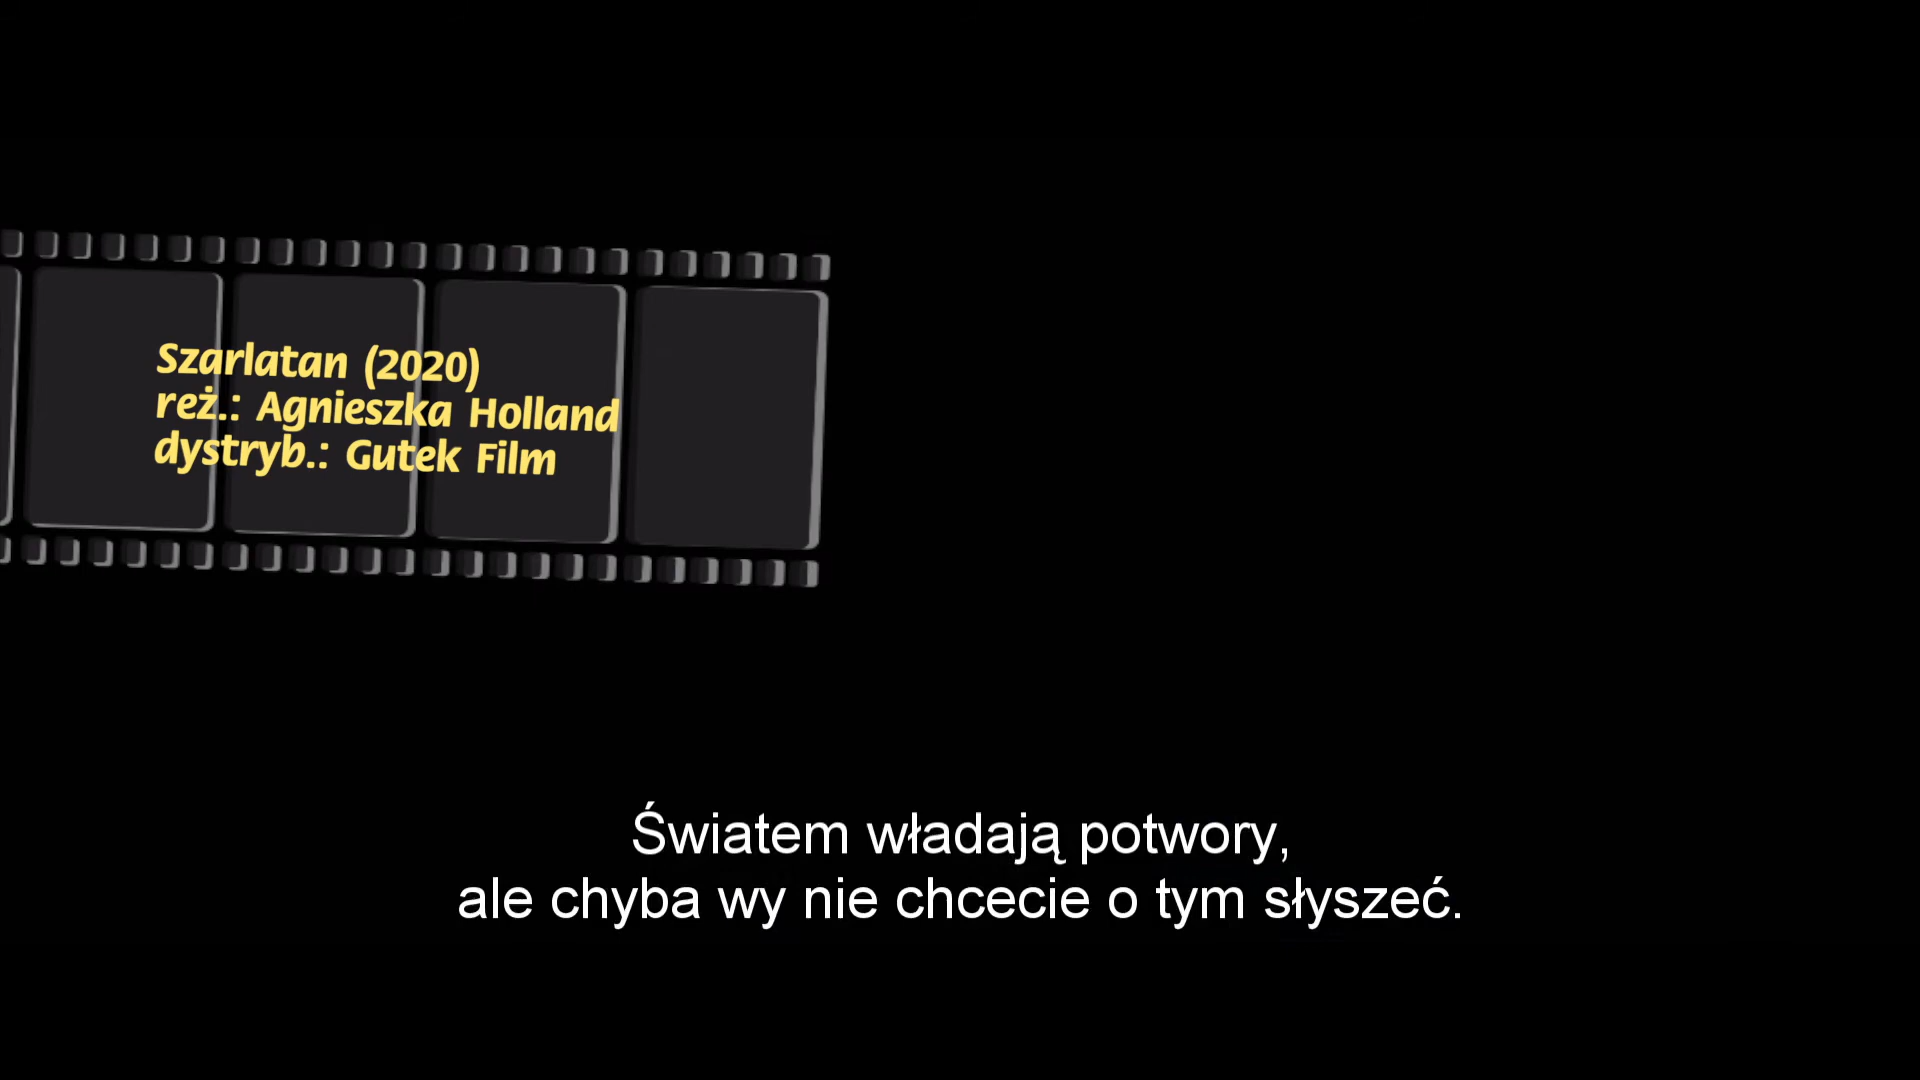 Szarlatan (2020)
reż.: Agnieszka Holland
dystryb.: Gutek Film
Światem władają potwory,
ale chyba wy nie chcecie o tym słyszeć.